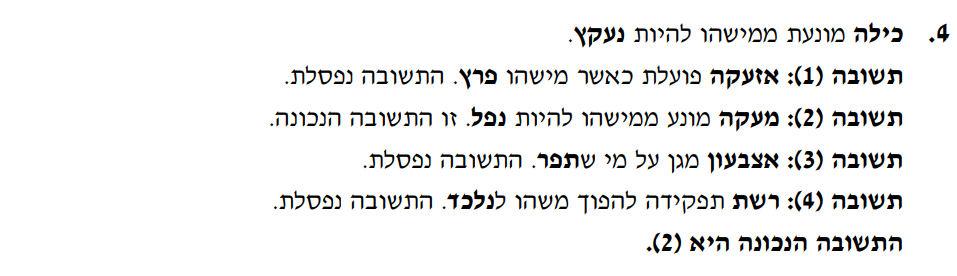 4. כילה מונעת ממישהו להיות נעקץ.
תשובה (1): אזעקה פועלת כאשר מישהו פרץ. התשובה נפסלת.
תשובה (2): מעקה מונע ממישהו להיות נפל. זו התשובה הנכונה.
תשובה (3): אצבעון מגן על מי שתפר. התשובה נפסלת.
תשובה (4): רשת תפקידה להפוך משהו לנלכד. התשובה נפסלת.
התשובה הנכונה היא (2).